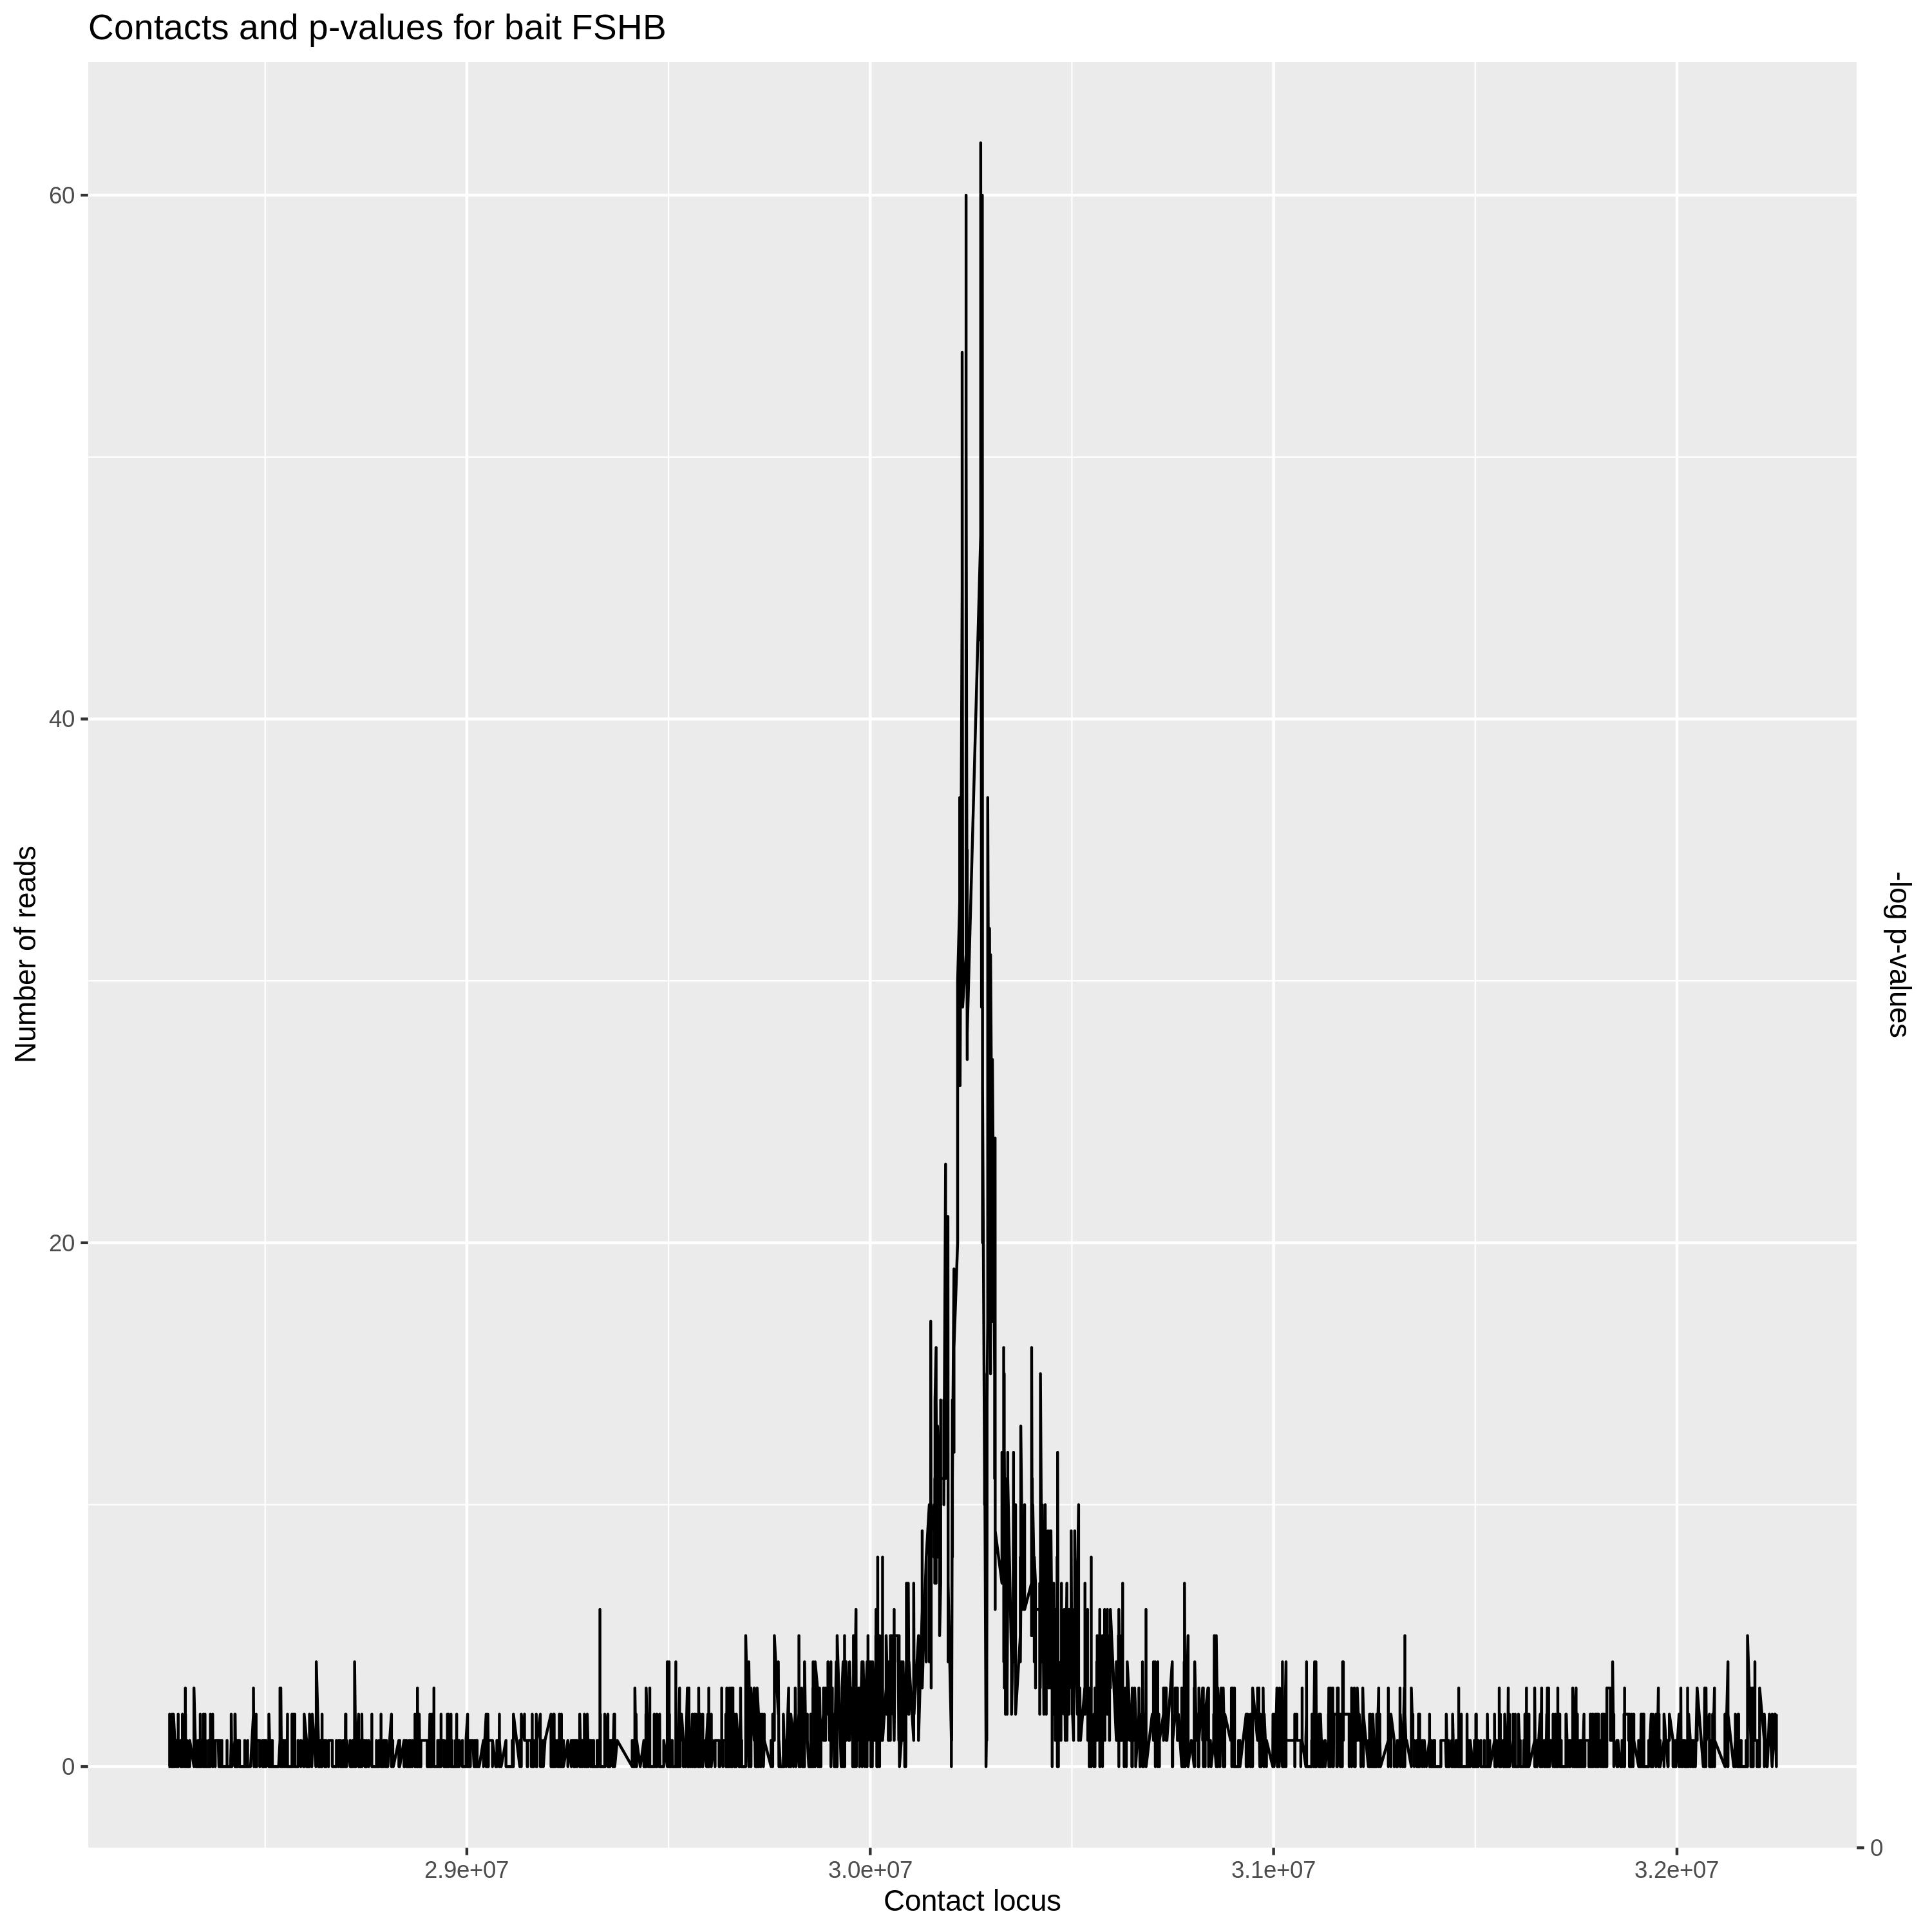 Contacts and p-values for bait FSHB
60
40
20
0
Number of reads
-log p-values
0
2.9e+07
3.0e+07
3.1e+07
3.2e+07
Contact locus